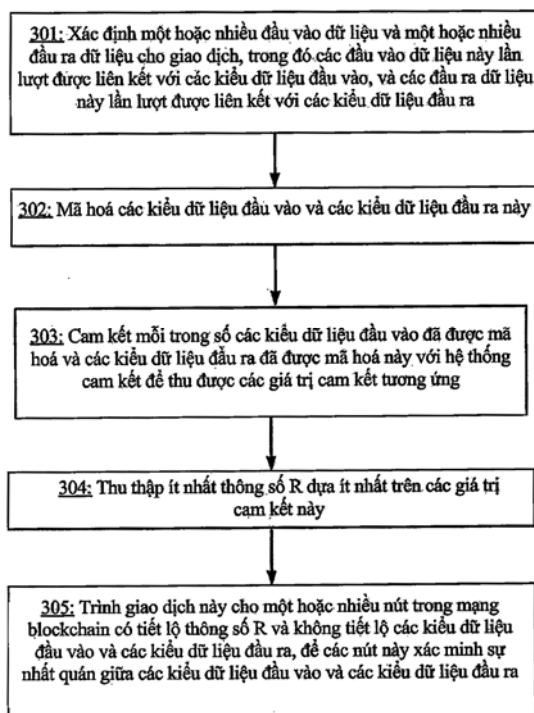 301: Xác định một hoặc nhiều đầu vào dữ liệu và một hoặc nhiều
đầu ra dữ liệu cho giao dịch, trong đó các đầu vào dữ liệu này lần
lượt được liên kết với các kiểu dữ liệu đầu vào, và các đầu ra dữ liệu
này lần lượt được liên kết với các kiểu dữ liệu đầu ra
302: Mã hoá các kiểu dữ liệu đầu vào và các kiểu dữ liệu đầu ra này
303: Cam kết mỗi trong số các kiểu dữ liệu đầu vào đã được mã
hoá và các kiểu dữ liệu đầu ra đã được mã hoá này với hệ thống
cam kết để thu được các giá trị cam kết tương ứng
304: Thu thập ít nhất thông số R dựa ít nhất trên các giá trị
cam kết này
305: Trình giao dịch này cho một hoặc nhiều nút trong mạng
blockchain có tiết lộ thông số R và không tiết lộ các kiểu dữ liệu
đầu vào và các kiểu dữ liệu đầu ra, để các nút này xác minh sự
nhất quán giữa các kiểu dữ liệu đầu vào và các kiểu dữ liệu đầu ra